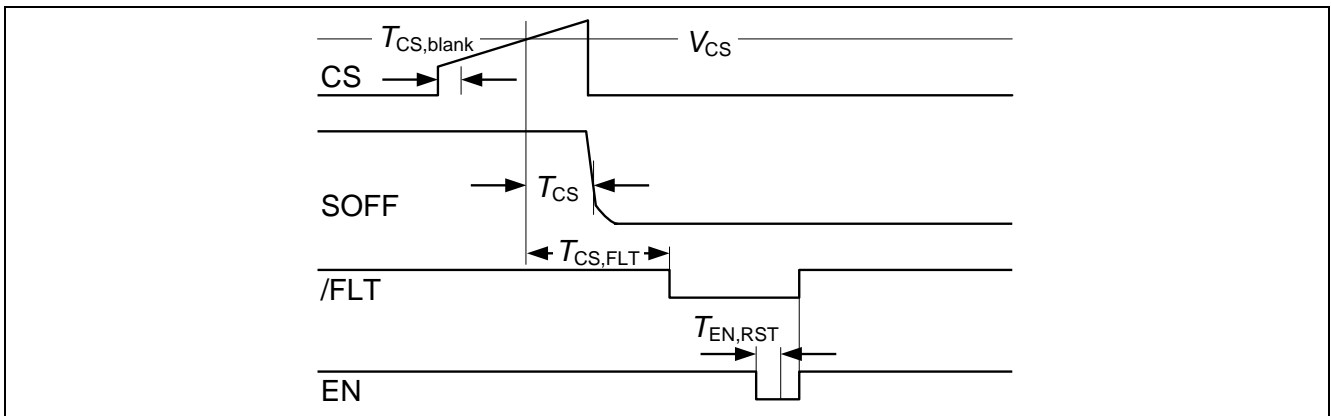 TCS,blank
VCS
CS
TCS
SOFF
TCS,FLT
/FLT
TEN,RST
EN